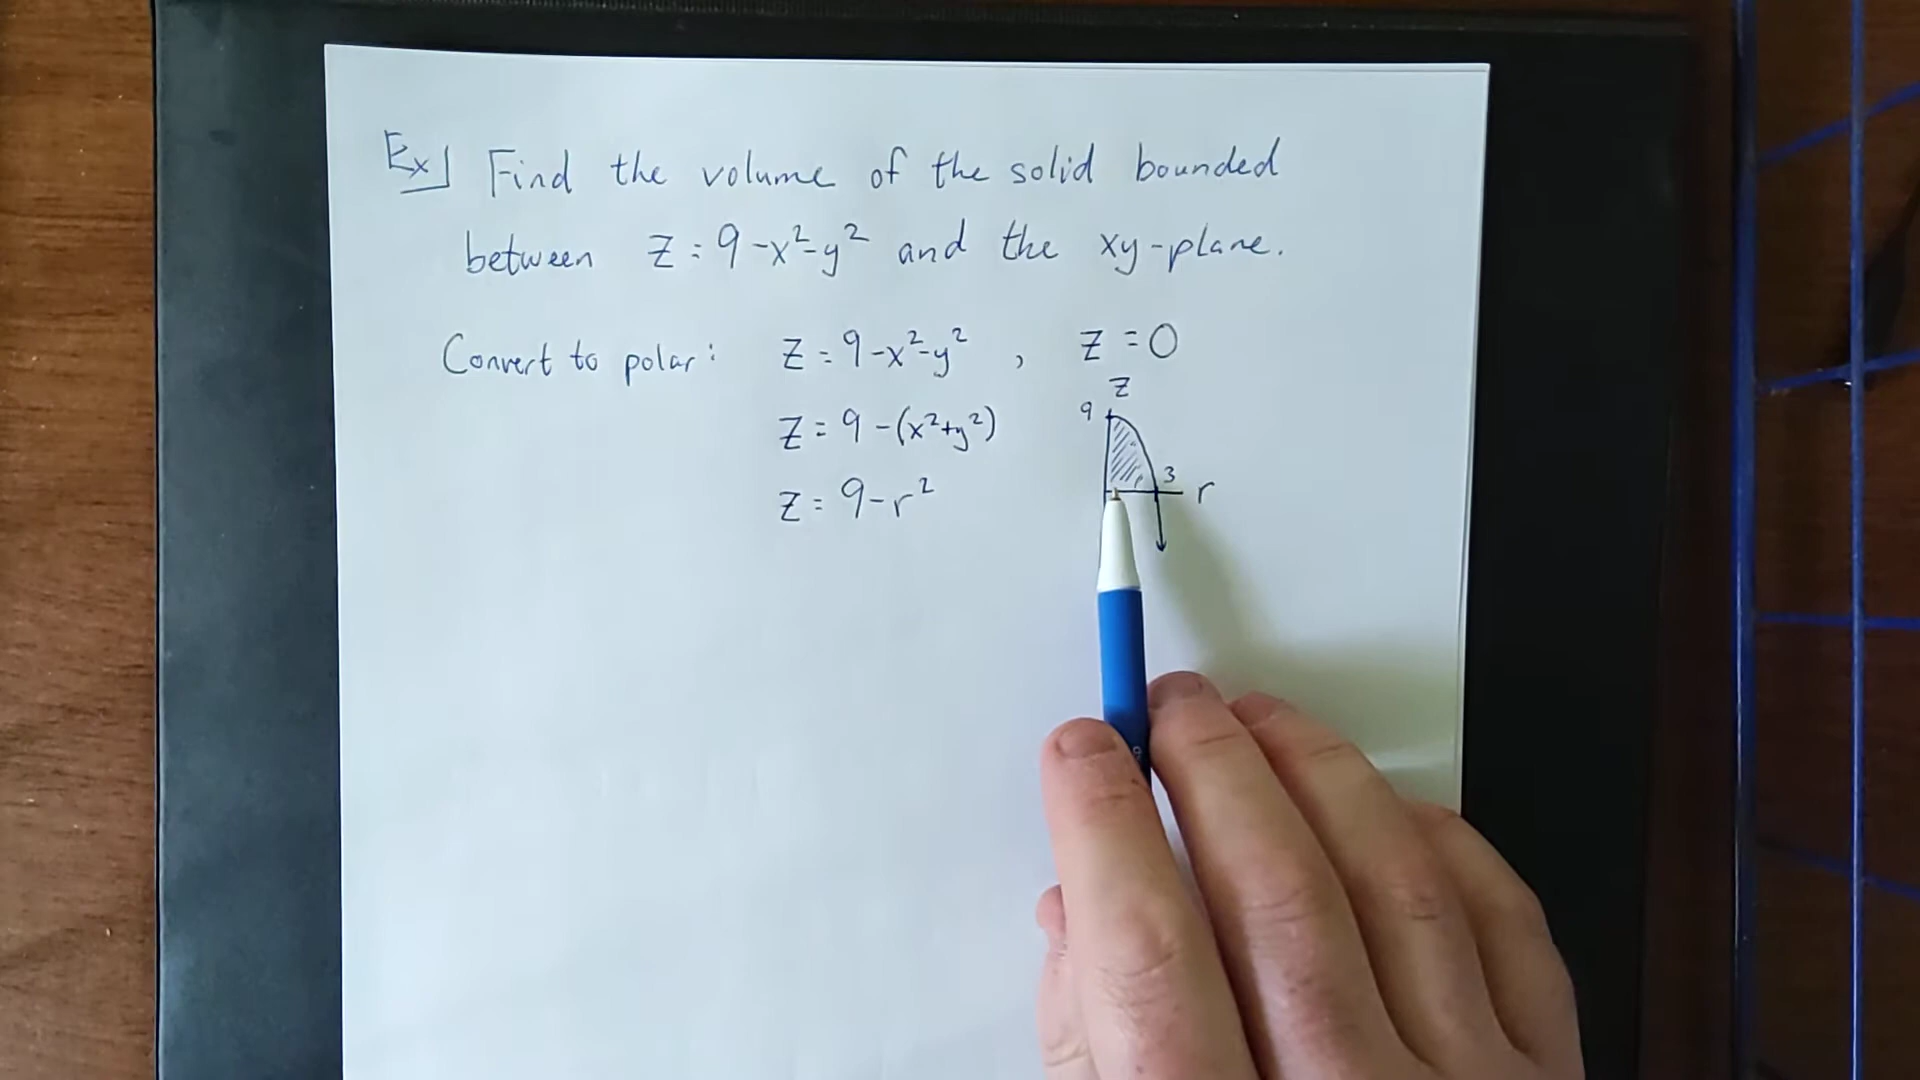 Ex] Find the volume of the solid bounded
between z = 9-x²-y² and the xy-plane.
Convert to polar: z = 9-x²-y² , z = 0
z = 9-(x²+y²)
z = 9-r²
z
9
3
r